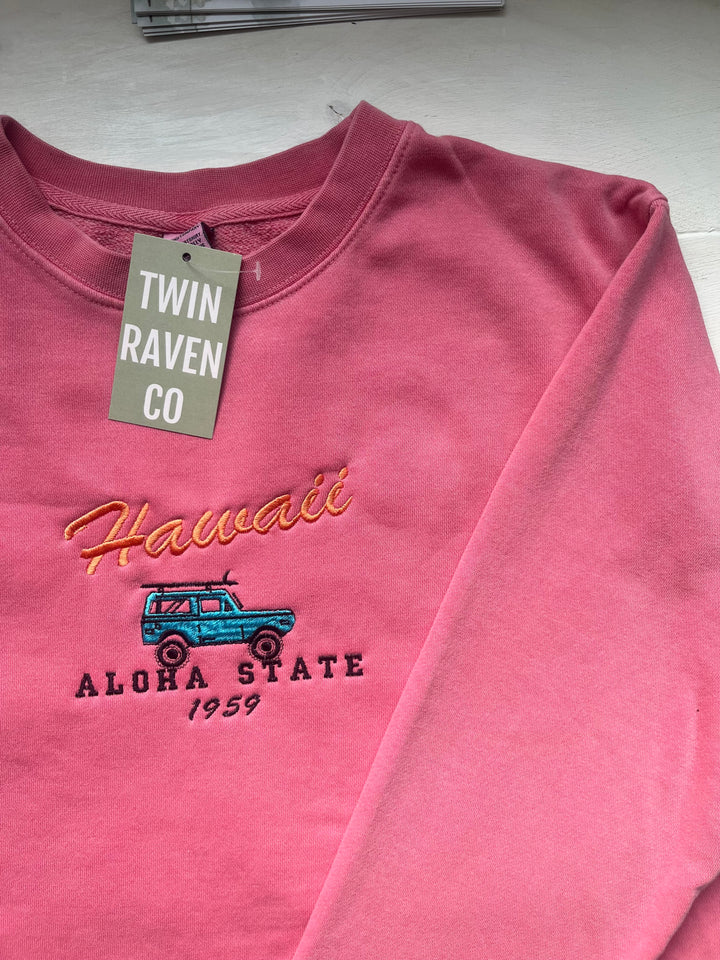 TWIN
RAVEN
CO
Hawaii
ALOHA STATE
1959